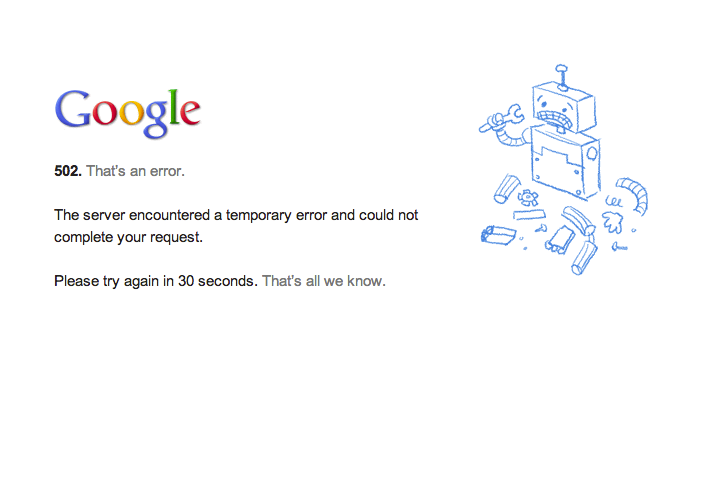 Google
502. That’s an error.
The server encountered a temporary error and could not
complete your request.
Please try again in 30 seconds. That’s all we know.